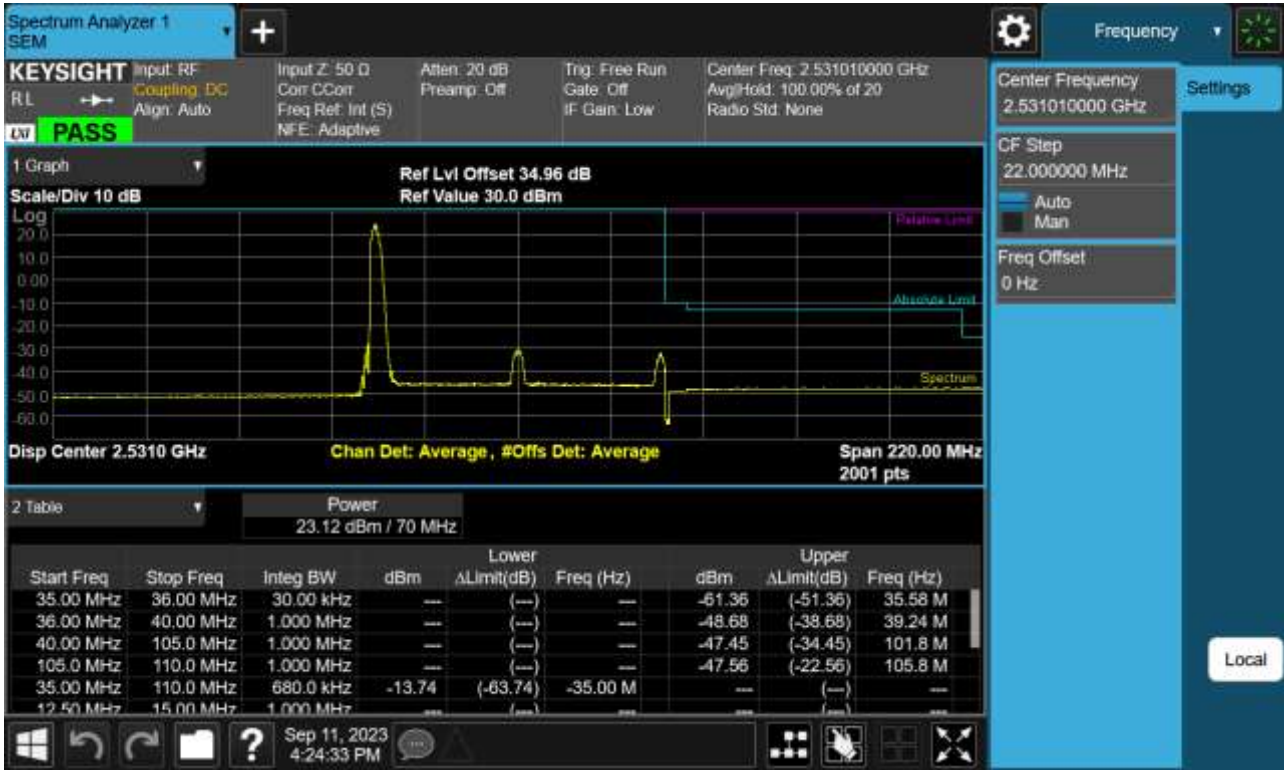 Spectrum Analyzer 1
SEM
Frequency
KEYSIGHT
RL
LXI
PASS
Input: RF
Coupling: DC
Align: Auto
Input Z: 50 Ω
Corr CCorr
Freq Ref: Int (S)
NFE: Adaptive
Atten: 20 dB
Preamp: Off
Trig: Free Run
Gate: Off
IF Gain: Low
Center Freq: 2.531010000 GHz
Avg|Hold: 100.00% of 20
Radio Std: None
Center Frequency
2.531010000 GHz
Settings
CF Step
22.000000 MHz
Auto
Man
Freq Offset
0 Hz
1 Graph
Scale/Div 10 dB
Ref Lvl Offset 34.96 dB
Ref Value 30.0 dBm
Log
20.0
10.0
0.00
-10.0
-20.0
-30.0
-40.0
-50.0
-60.0
Relative Limit
Absolute Limit
Spectrum
Disp Center 2.5310 GHz
Chan Det: Average, #Offs Det: Average
Span 220.00 MHz
2001 pts
2 Table
Power
23.12 dBm / 70 MHz
Lower Upper
Start Freq Stop Freq Integ BW dBm ΔLimit(dB) Freq (Hz) dBm ΔLimit(dB) Freq (Hz)
35.00 MHz 36.00 MHz 30.00 kHz --- (---) --- -61.36 (-51.36) 35.58 M
36.00 MHz 40.00 MHz 1.000 MHz --- (---) --- -48.68 (-38.68) 39.24 M
40.00 MHz 105.0 MHz 1.000 MHz --- (---) --- -47.45 (-34.45) 101.8 M
105.0 MHz 110.0 MHz 1.000 MHz --- (---) --- -47.56 (-22.56) 105.8 M
35.00 MHz 110.0 MHz 680.0 kHz -13.74 (-63.74) -35.00 M --- (---) ---
12.50 MHz 15.00 MHz 1.000 MHz --- (---) --- --- (---) ---
Local
?
Sep 11, 2023
4:24:33 PM